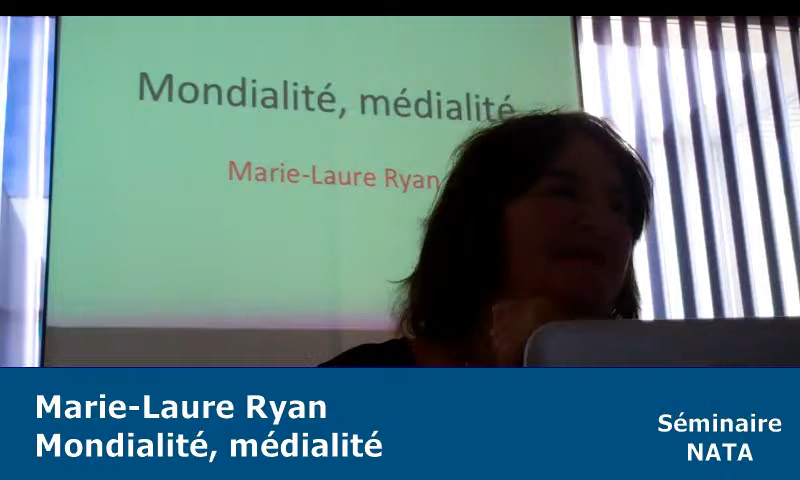 Mondialité, médialité
Marie-Laure Ryan
Marie-Laure Ryan
Mondialité, médialité
Séminaire
NATA